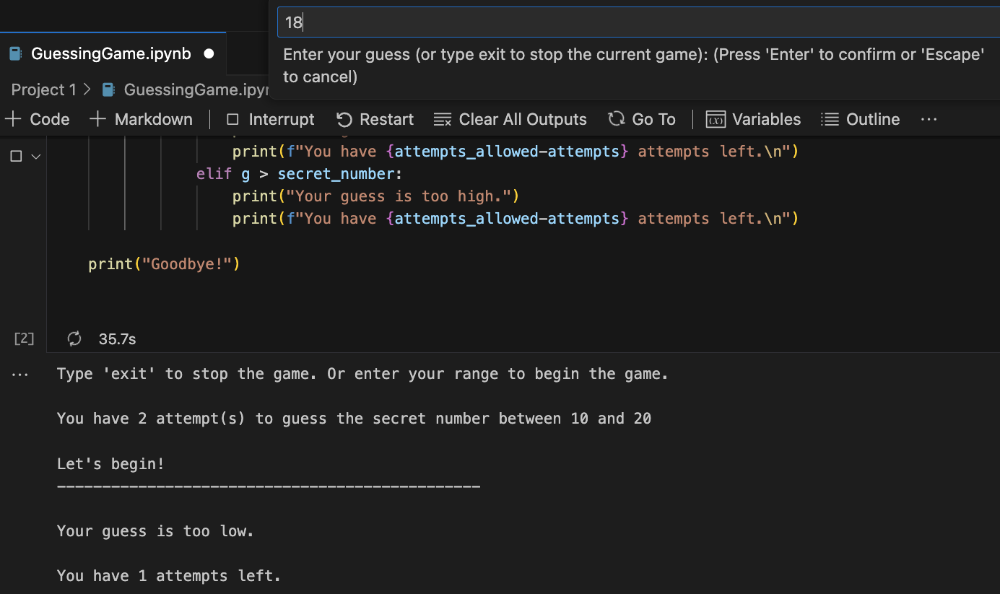 18
Enter your guess (or type exit to stop the current game): (Press 'Enter' to confirm or 'Escape'
to cancel)
GuessingGame.ipynb
Project 1 > GuessingGame.ipyn
+ Code + Markdown | Interrupt Restart Clear All Outputs Go To | Variables Outline ...
print(f"You have {attempts_allowed-attempts} attempts left.\n")
elif g > secret_number:
print("Your guess is too high.")
print(f"You have {attempts_allowed-attempts} attempts left.\n")
print("Goodbye!")
[2] 35.7s
... Type 'exit' to stop the game. Or enter your range to begin the game.
You have 2 attempt(s) to guess the secret number between 10 and 20
Let's begin!
-----------------------------------------------
Your guess is too low.
You have 1 attempts left.